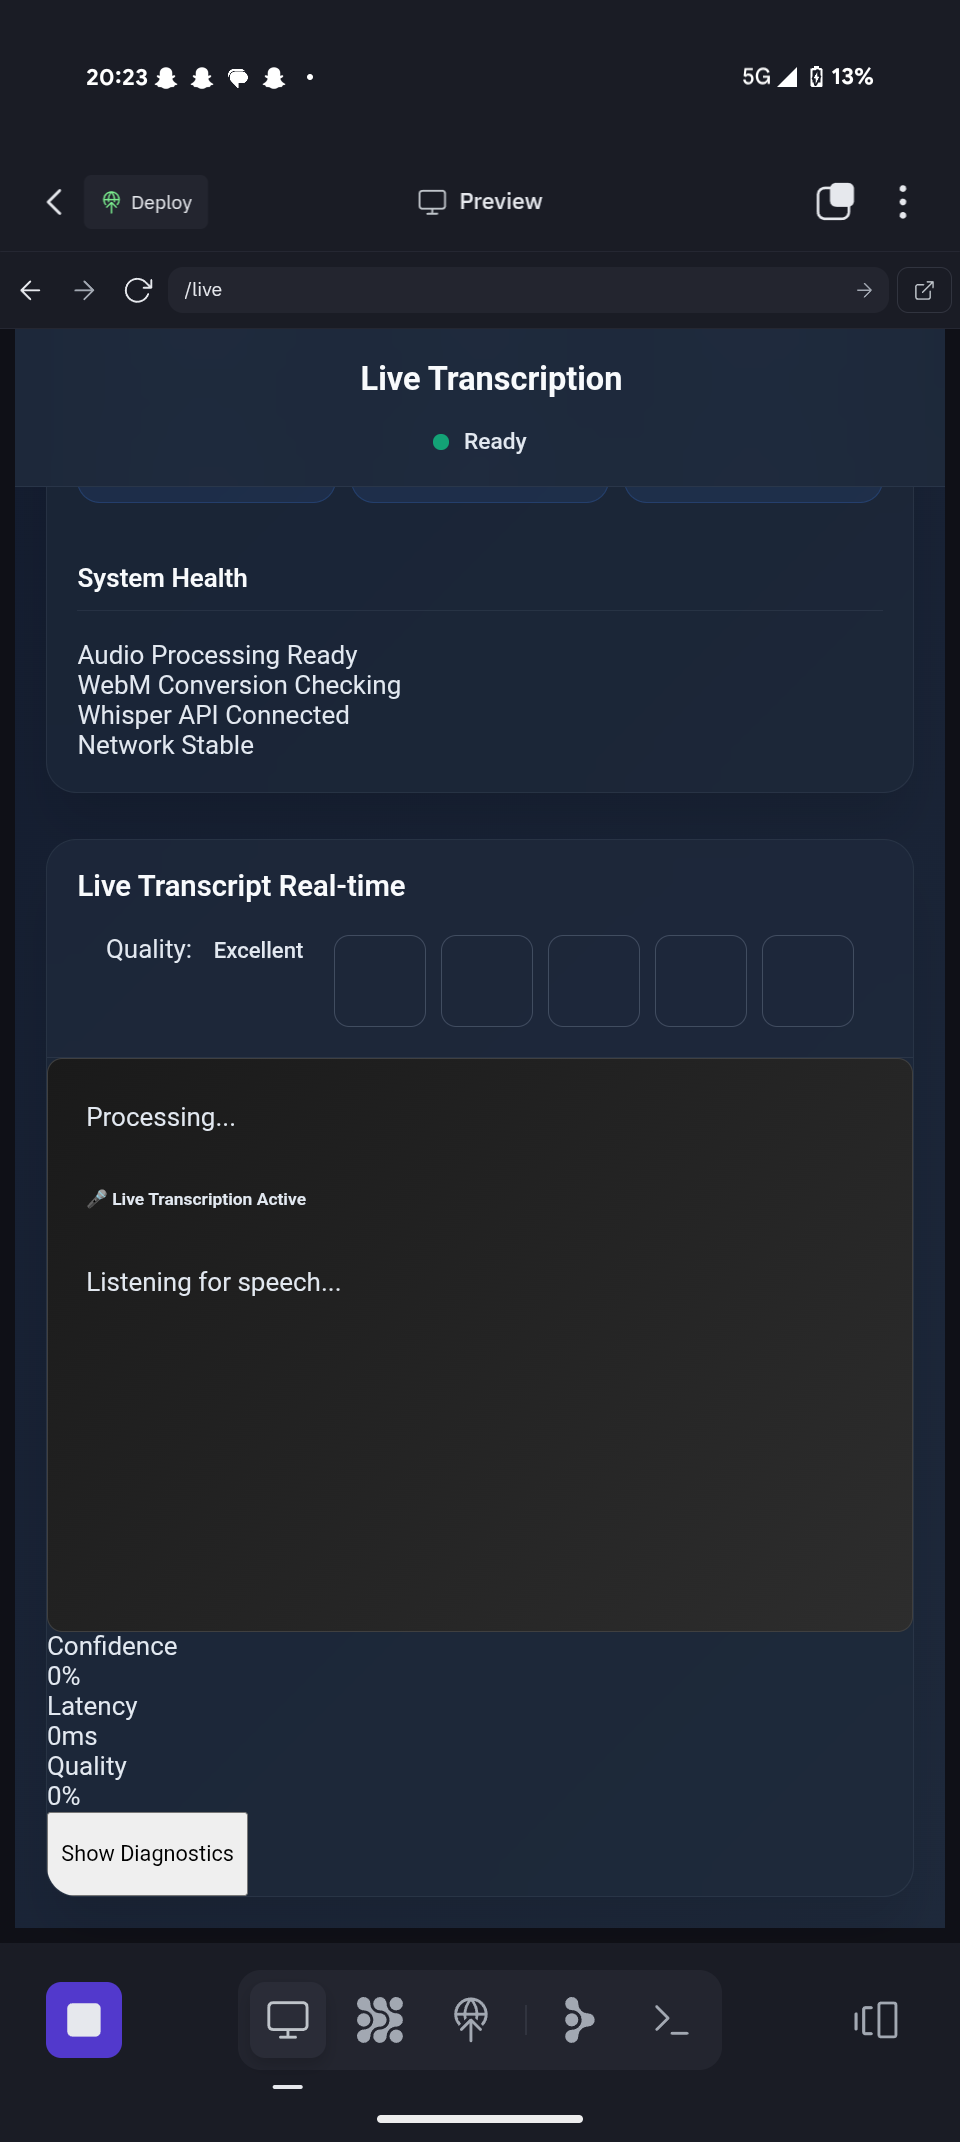 20:23
5G 13%
Deploy
Preview
/live
Live Transcription
Ready
System Health
Audio Processing Ready
WebM Conversion Checking
Whisper API Connected
Network Stable
Live Transcript Real-time
Quality: Excellent
Processing...
🎤 Live Transcription Active
Listening for speech...
Confidence
0%
Latency
0ms
Quality
0%
Show Diagnostics